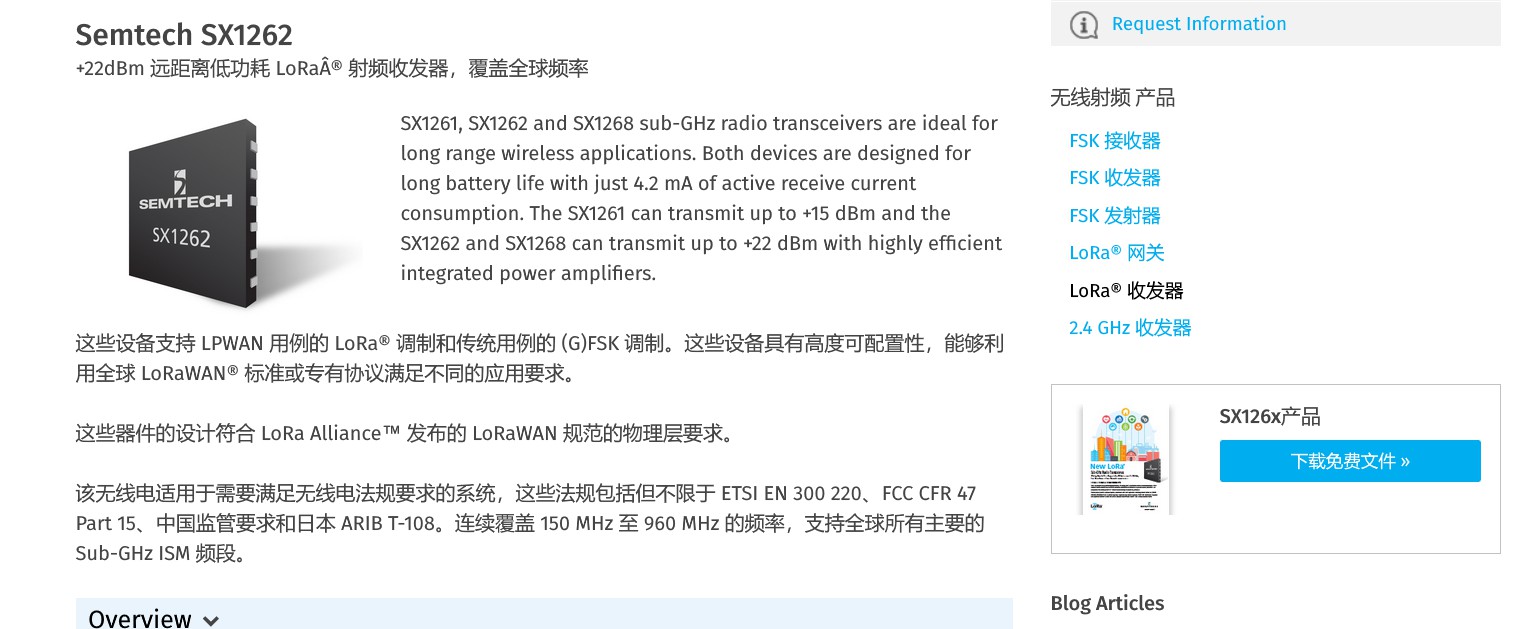 Semtech SX1262
+22dBm 远距离低功耗 LoRaÂ® 射频收发器，覆盖全球频率
SEMTECH
SX1262
SX1261, SX1262 and SX1268 sub-GHz radio transceivers are ideal for
long range wireless applications. Both devices are designed for
long battery life with just 4.2 mA of active receive current
consumption. The SX1261 can transmit up to +15 dBm and the
SX1262 and SX1268 can transmit up to +22 dBm with highly efficient
integrated power amplifiers.
这些设备支持 LPWAN 用例的 LoRa® 调制和传统用例的 (G)FSK 调制。这些设备具有高度可配置性，能够利
用全球 LoRaWAN® 标准或专有协议满足不同的应用要求。
这些器件的设计符合 LoRa Alliance™ 发布的 LoRaWAN 规范的物理层要求。
该无线电适用于需要满足无线电法规要求的系统，这些法规包括但不限于 ETSI EN 300 220、FCC CFR 47
Part 15、中国监管要求和日本 ARIB T-108。连续覆盖 150 MHz 至 960 MHz 的频率，支持全球所有主要的
Sub-GHz ISM 频段。
Overview
Request Information
无线射频 产品
FSK 接收器
FSK 收发器
FSK 发射器
LoRa® 网关
LoRa® 收发器
2.4 GHz 收发器
New LoRa®
SX126x产品
下载免费文件 »
Blog Articles